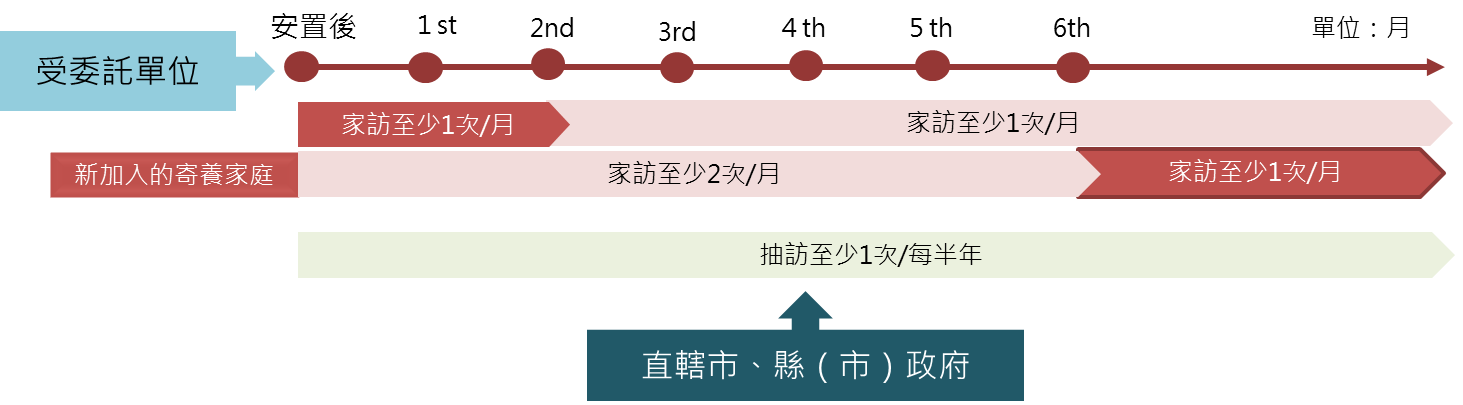 安置後
1 st
2nd
3rd
4 th
5 th
6th
單位：月
受委託單位
家訪至少1次/月
家訪至少1次/月
新加入的寄養家庭
家訪至少2次/月
家訪至少1次/月
抽訪至少1次/每半年
直轄市、縣（市）政府